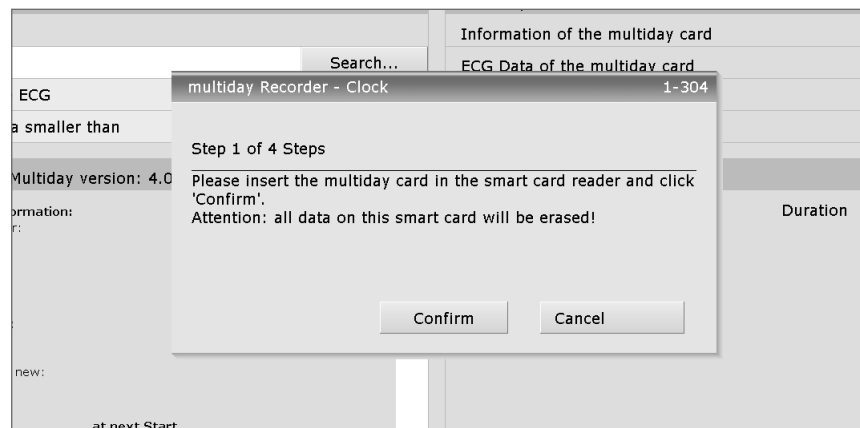 Information of the multiday card
Search...
ECG Data of the multiday card
multiday Recorder - Clock 1-304
ECG
a smaller than
Step 1 of 4 Steps
Multiday version: 4.0
Please insert the multiday card in the smart card reader and click
'Confirm'.
Attention: all data on this smart card will be erased!
ormation:
r:
Duration
Confirm Cancel
new:
at next Start